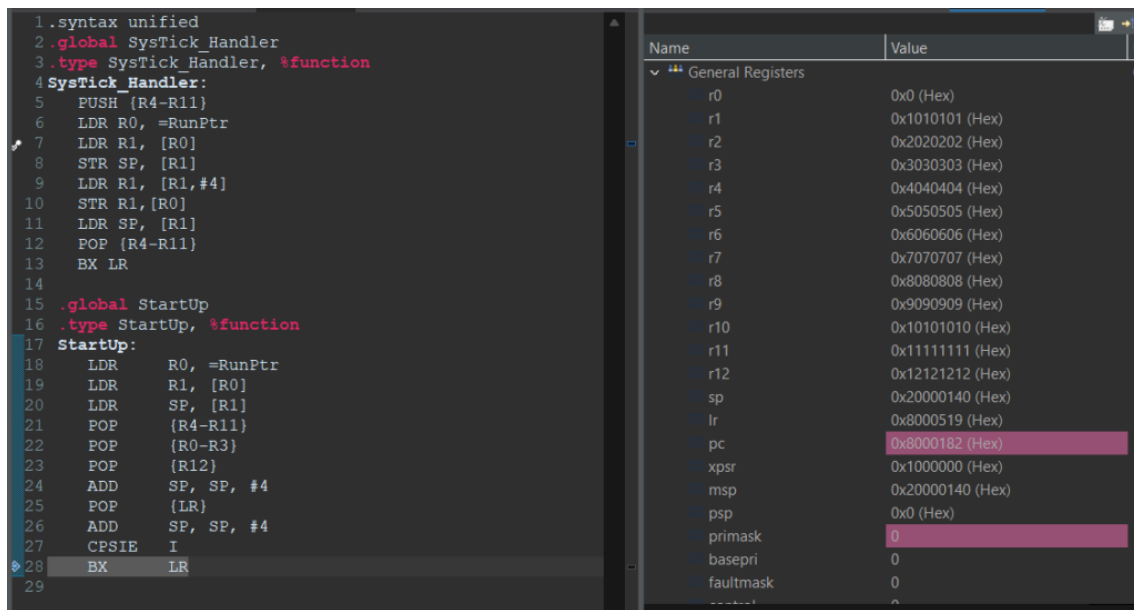 1 .syntax unified
2 .global SysTick_Handler
3 .type SysTick_Handler, %function
4 SysTick_Handler:
5 PUSH {R4-R11}
6 LDR R0, =RunPtr
7 LDR R1, [R0]
8 STR SP, [R1]
9 LDR R1, [R1,#4]
10 STR R1,[R0]
11 LDR SP, [R1]
12 POP {R4-R11}
13 BX LR
14
15 .global StartUp
16 .type StartUp, %function
17 StartUp:
18 LDR R0, =RunPtr
19 LDR R1, [R0]
20 LDR SP, [R1]
21 POP {R4-R11}
22 POP {R0-R3}
23 POP {R12}
24 ADD SP, SP, #4
25 POP {LR}
26 ADD SP, SP, #4
27 CPSIE I
28 BX LR
29
Name Value
General Registers
r0 0x0 (Hex)
r1 0x1010101 (Hex)
r2 0x2020202 (Hex)
r3 0x3030303 (Hex)
r4 0x4040404 (Hex)
r5 0x5050505 (Hex)
r6 0x6060606 (Hex)
r7 0x7070707 (Hex)
r8 0x8080808 (Hex)
r9 0x9090909 (Hex)
r10 0x10101010 (Hex)
r11 0x11111111 (Hex)
r12 0x12121212 (Hex)
sp 0x20000140 (Hex)
lr 0x8000519 (Hex)
pc 0x8000182 (Hex)
xpsr 0x1000000 (Hex)
msp 0x20000140 (Hex)
psp 0x0 (Hex)
primask 0
basepri 0
faultmask 0